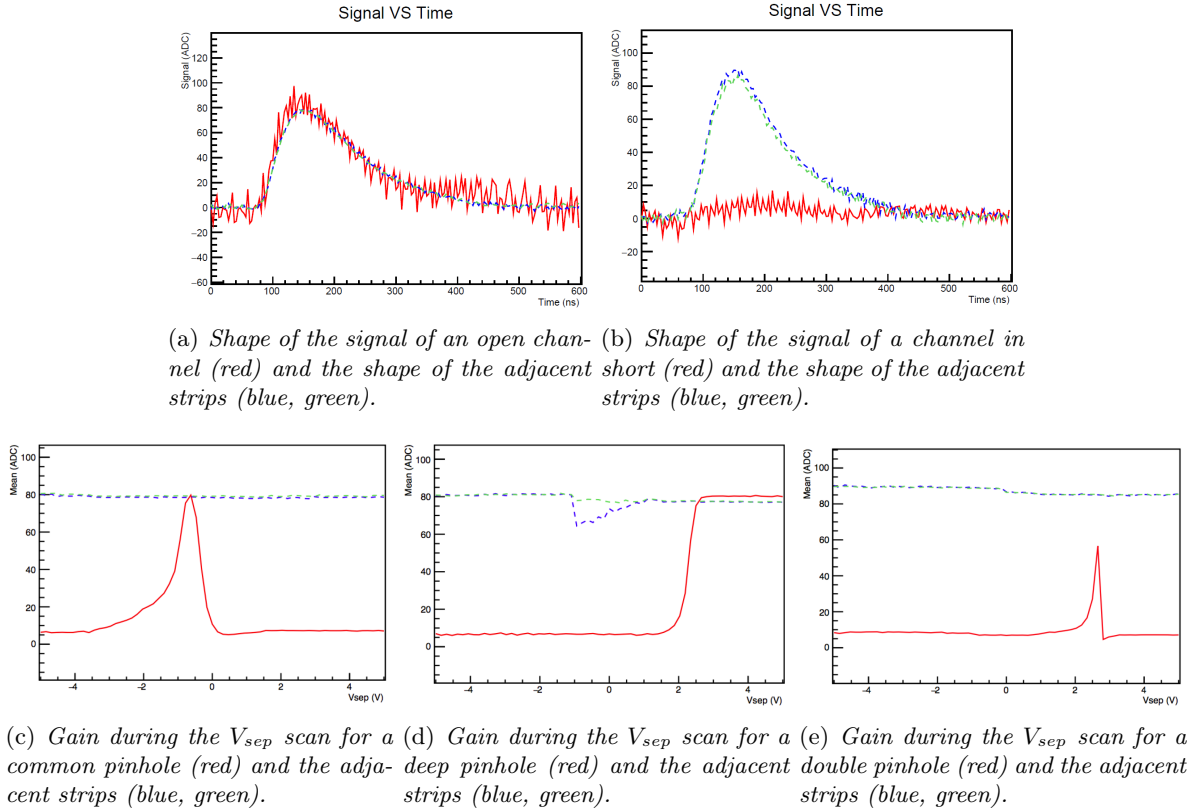 Signal VS Time
Signal (ADC)
120
100
80
60
40
20
0
−20
−40
−60
0 100 200 300 400 500 600
Time (ns)
Signal VS Time
Signal (ADC)
100
80
60
40
20
0
−20
0 100 200 300 400 500 600
Time (ns)
(a) Shape of the signal of an open chan-
nel (red) and the shape of the adjacent
strips (blue, green).
(b) Shape of the signal of a channel in
short (red) and the shape of the adjacent
strips (blue, green).
Mean (ADC)
100
80
60
40
20
0
-4 -2 0 2 4
Vsep (V)
Mean (ADC)
100
80
60
40
20
0
-4 -2 0 2 4
Vsep (V)
Mean (ADC)
100
80
60
40
20
0
-4 -2 0 2 4
Vsep (V)
(c) Gain during the Vsep scan for a
common pinhole (red) and the adja-
cent strips (blue, green).
(d) Gain during the Vsep scan for a
deep pinhole (red) and the adjacent
strips (blue, green).
(e) Gain during the Vsep scan for a
double pinhole (red) and the adjacent
strips (blue, green).